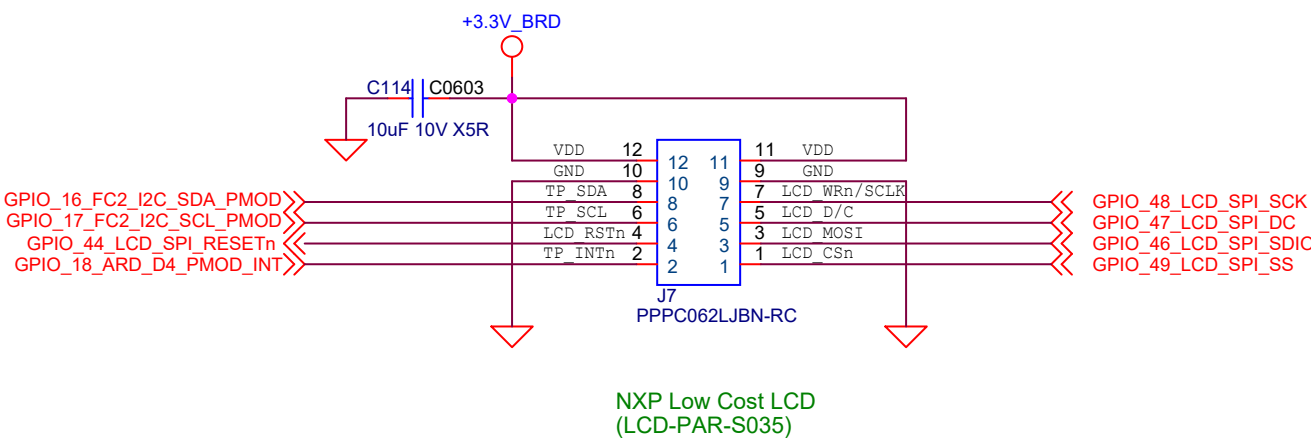 +3.3V_BRD
C114 C0603
10uF 10V X5R
VDD 12 12 11 11 VDD
GND 10 10 9 9 GND
GPIO_16_FC2_I2C_SDA_PMOD TP_SDA 8 8 7 7 LCD_WRn/SCLK GPIO_48_LCD_SPI_SCK
GPIO_17_FC2_I2C_SCL_PMOD TP_SCL 6 6 5 5 LCD_D/C GPIO_47_LCD_SPI_DC
GPIO_44_LCD_SPI_RESETn LCD_RSTn 4 4 3 3 LCD_MOSI GPIO_46_LCD_SPI_SDIO
GPIO_18_ARD_D4_PMOD_INT TP_INTn 2 2 1 1 LCD_CSn GPIO_49_LCD_SPI_SS
J7
PPPC062LJBN-RC
NXP Low Cost LCD
(LCD-PAR-S035)